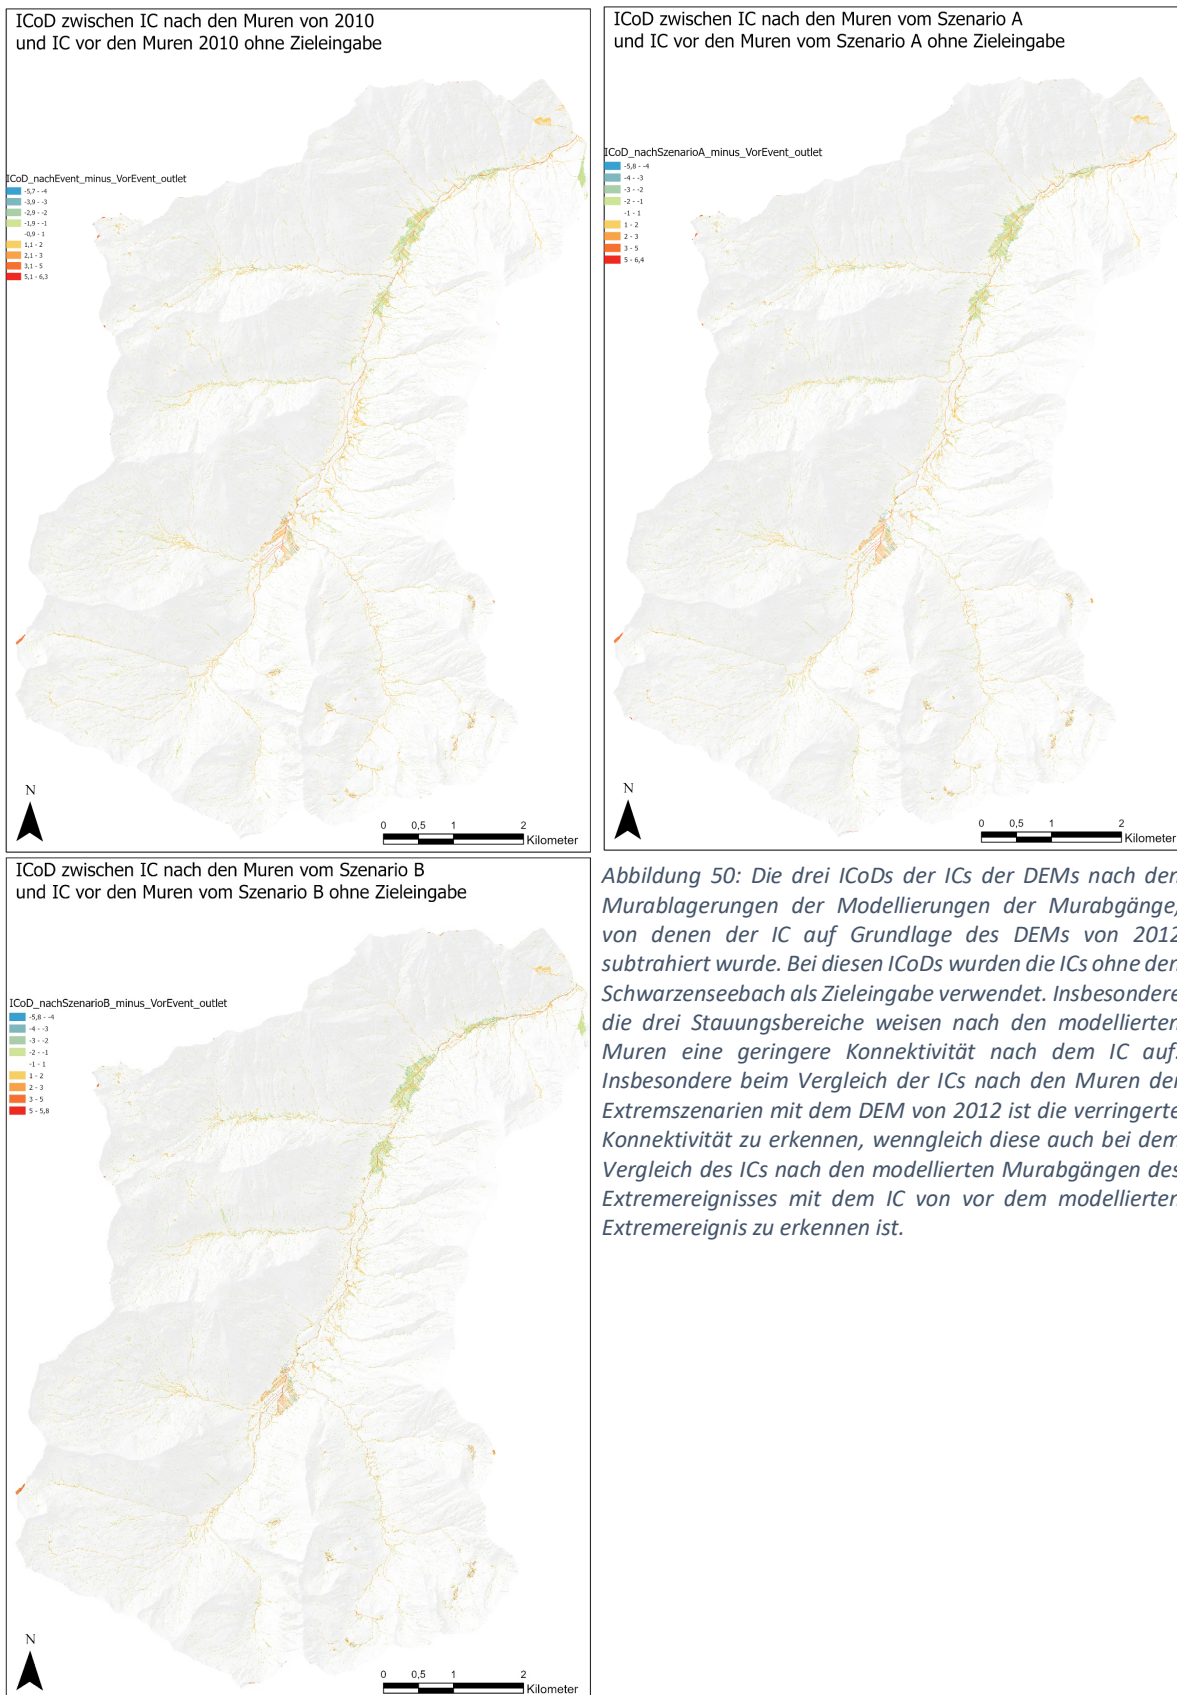 ICoD zwischen IC nach den Muren von 2010
und IC vor den Muren 2010 ohne Zieleingabe
ICoD_nachEvent_minus_VorEvent_outlet
-5,7 - -4
-3,9 - -3
-2,9 - -2
-1,9 - -1
-0,9 - 1
1,1 - 2
2,1 - 3
3,1 - 5
5,1 - 6,3
N
0 0,5 1 2
Kilometer
ICoD zwischen IC nach den Muren vom Szenario A
und IC vor den Muren vom Szenario A ohne Zieleingabe
ICoD_nachSzenarioA_minus_VorEvent_outlet
-5,8 - -4
-4 - -3
-3 - -2
-2 - -1
-1 - 1
1 - 2
2 - 3
3 - 5
5 - 6,4
N
0 0,5 1 2
Kilometer
ICoD zwischen IC nach den Muren vom Szenario B
und IC vor den Muren vom Szenario B ohne Zieleingabe
ICoD_nachSzenarioB_minus_VorEvent_outlet
-5,8 - -4
-4 - -3
-3 - -2
-2 - -1
-1 - 1
1 - 2
2 - 3
3 - 5
5 - 5,8
N
0 0,5 1 2
Kilometer
Abbildung 50: Die drei ICoDs der ICs der DEMs nach den
Murablagerungen der Modellierungen der Murabgänge,
von denen der IC auf Grundlage des DEMs von 2012
subtrahiert wurde. Bei diesen ICoDs wurden die ICs ohne den
Schwarzenseebach als Zieleingabe verwendet. Insbesondere
die drei Stauungsbereiche weisen nach den modellierten
Muren eine geringere Konnektivität nach dem IC auf.
Insbesondere beim Vergleich der ICs nach den Muren der
Extremszenarien mit dem DEM von 2012 ist die verringerte
Konnektivität zu erkennen, wenngleich diese auch bei dem
Vergleich des ICs nach den modellierten Murabgängen des
Extremereignisses mit dem IC von vor dem modellierten
Extremereignis zu erkennen ist.